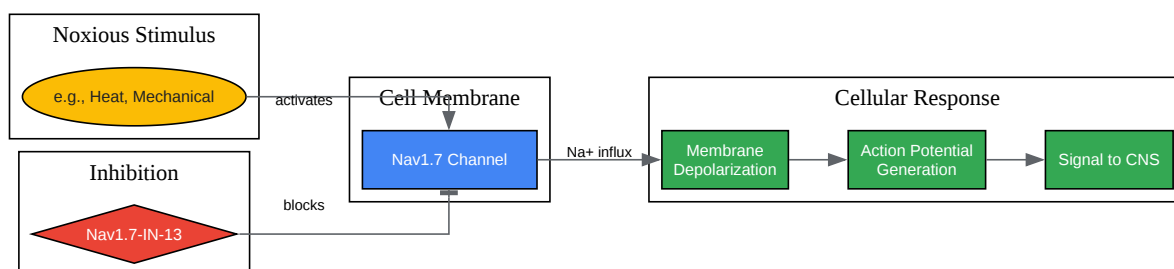 Noxious Stimulus
e.g., Heat, Mechanical
activates
Cell Membrane
Nav1.7 Channel
Na+ influx
Cellular Response
Membrane
Depolarization
Action Potential
Generation
Signal to CNS
Inhibition
Nav1.7-IN-13
blocks